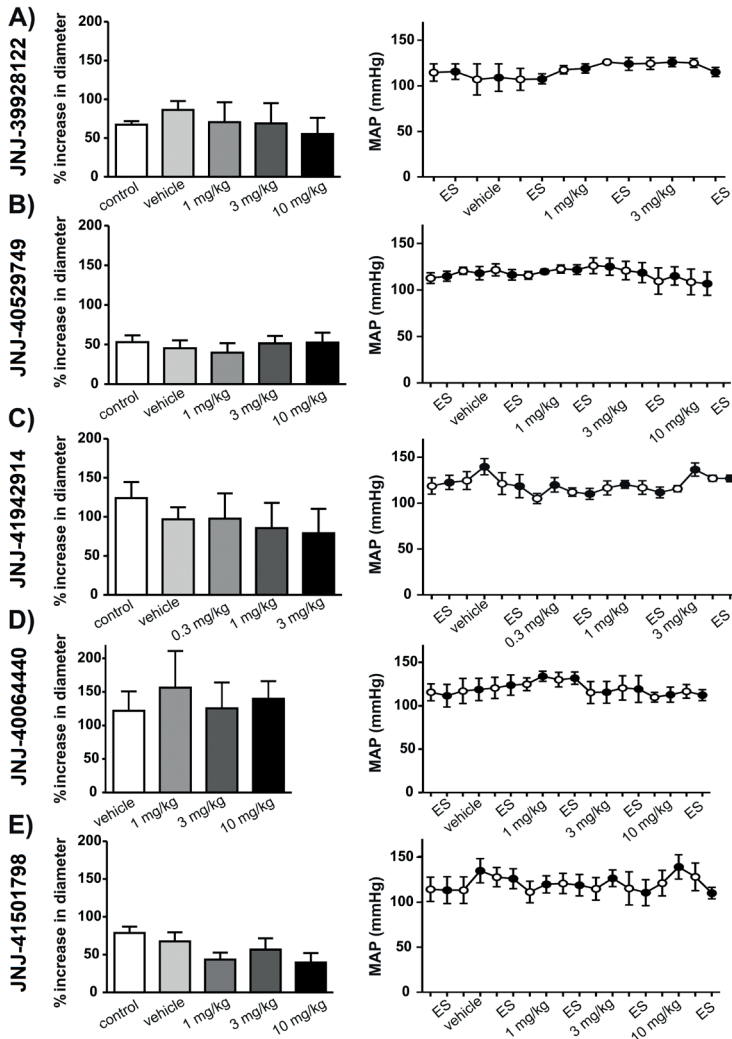 A)
JNJ-39928122
% increase in diameter
200
150
100
50
0
control vehicle 1 mg/kg 3 mg/kg 10 mg/kg
MAP (mmHg)
150
100
50
0
ES vehicle ES 1 mg/kg ES 3 mg/kg ES
B)
JNJ-40529749
% increase in diameter
200
150
100
50
0
control vehicle 1 mg/kg 3 mg/kg 10 mg/kg
MAP (mmHg)
150
100
50
0
ES vehicle ES 1 mg/kg ES 3 mg/kg ES 10 mg/kg ES
C)
JNJ-41942914
% increase in diameter
200
150
100
50
0
control vehicle 0.3 mg/kg 1 mg/kg 3 mg/kg
MAP (mmHg)
150
100
50
0
ES vehicle ES 0.3 mg/kg ES 1 mg/kg ES 3 mg/kg ES
D)
JNJ-40064440
% increase in diameter
200
150
100
50
0
vehicle 1 mg/kg 3 mg/kg 10 mg/kg
MAP (mmHg)
150
100
50
0
ES vehicle ES 1 mg/kg ES 3 mg/kg ES 10 mg/kg ES
E)
JNJ-41501798
% increase in diameter
200
150
100
50
0
control vehicle 1 mg/kg 3 mg/kg 10 mg/kg
MAP (mmHg)
150
100
50
0
ES vehicle ES 1 mg/kg ES 3 mg/kg ES 10 mg/kg ES